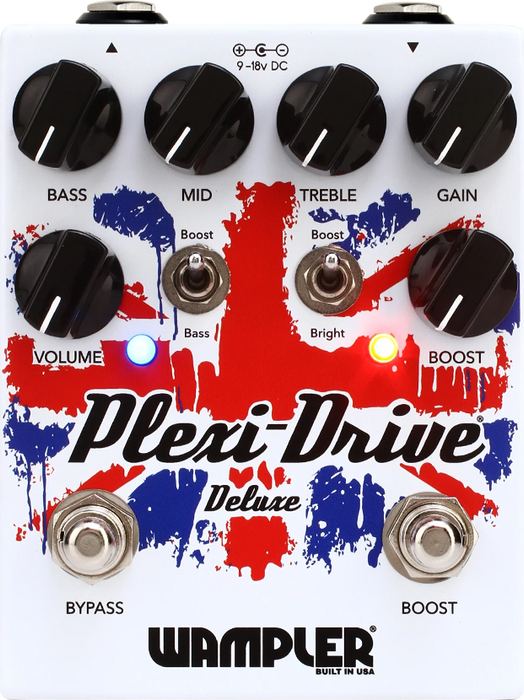 9-18v DC
BASS MID TREBLE GAIN
Boost Boost
Bass Bright
VOLUME BOOST
Plexi-Drive®
Deluxe
BYPASS BOOST
WAMPLER®
BUILT IN USA